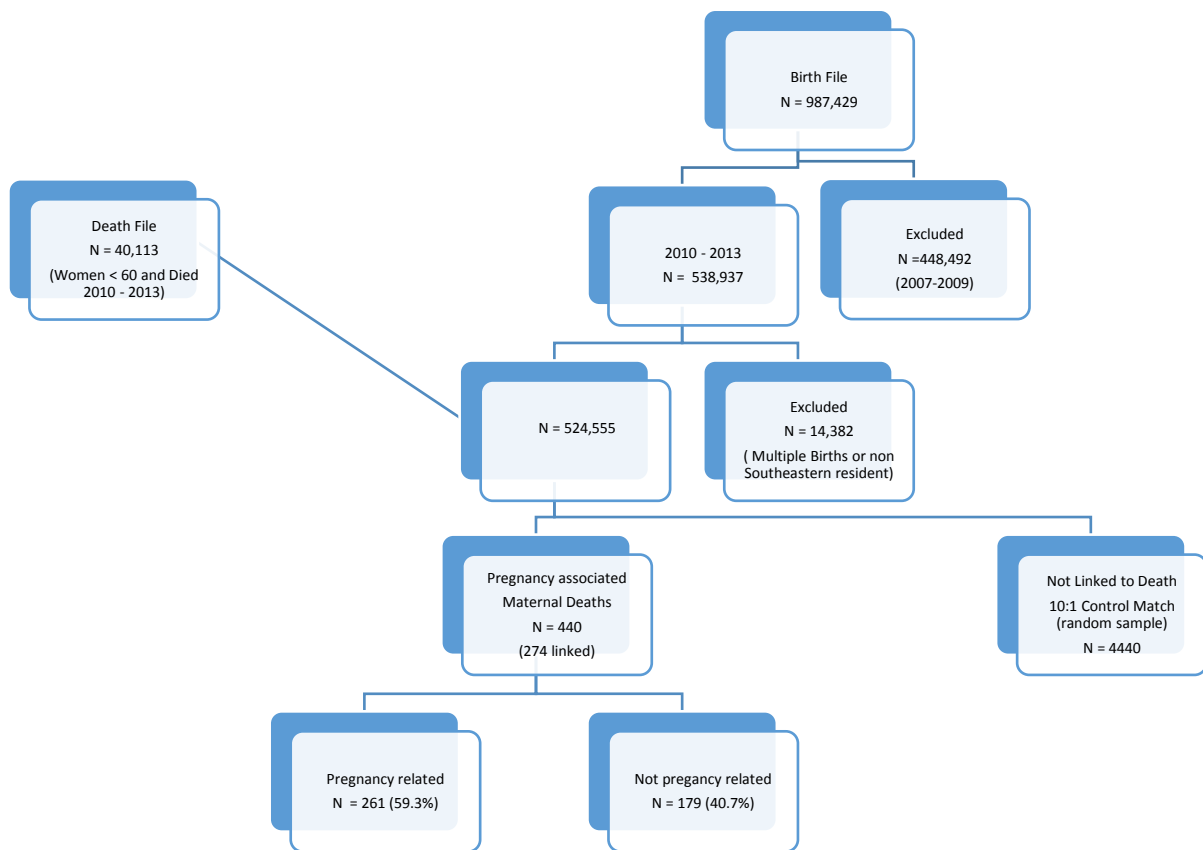 Birth File
N = 987,429
Death File
N = 40,113
(Women < 60 and Died
2010 - 2013)
2010 - 2013
N = 538,937
Excluded
N =448,492
(2007-2009)
N = 524,555
Excluded
N = 14,382
( Multiple Births or non
Southeastern resident)
Pregnancy associated
Maternal Deaths
N = 440
(274 linked)
Not Linked to Death
10:1 Control Match
(random sample)
N = 4440
Pregnancy related
N = 261 (59.3%)
Not pregancy related
N = 179 (40.7%)